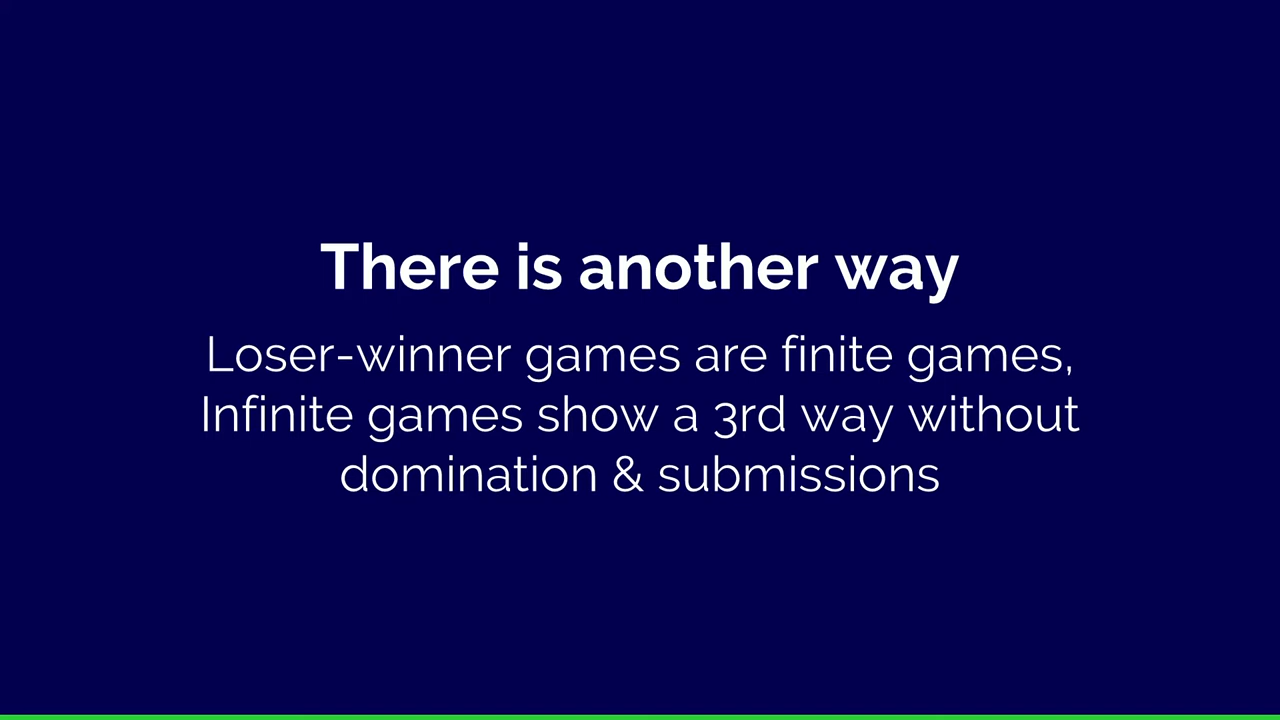 There is another way
Loser-winner games are finite games,
Infinite games show a 3rd way without
domination & submissions